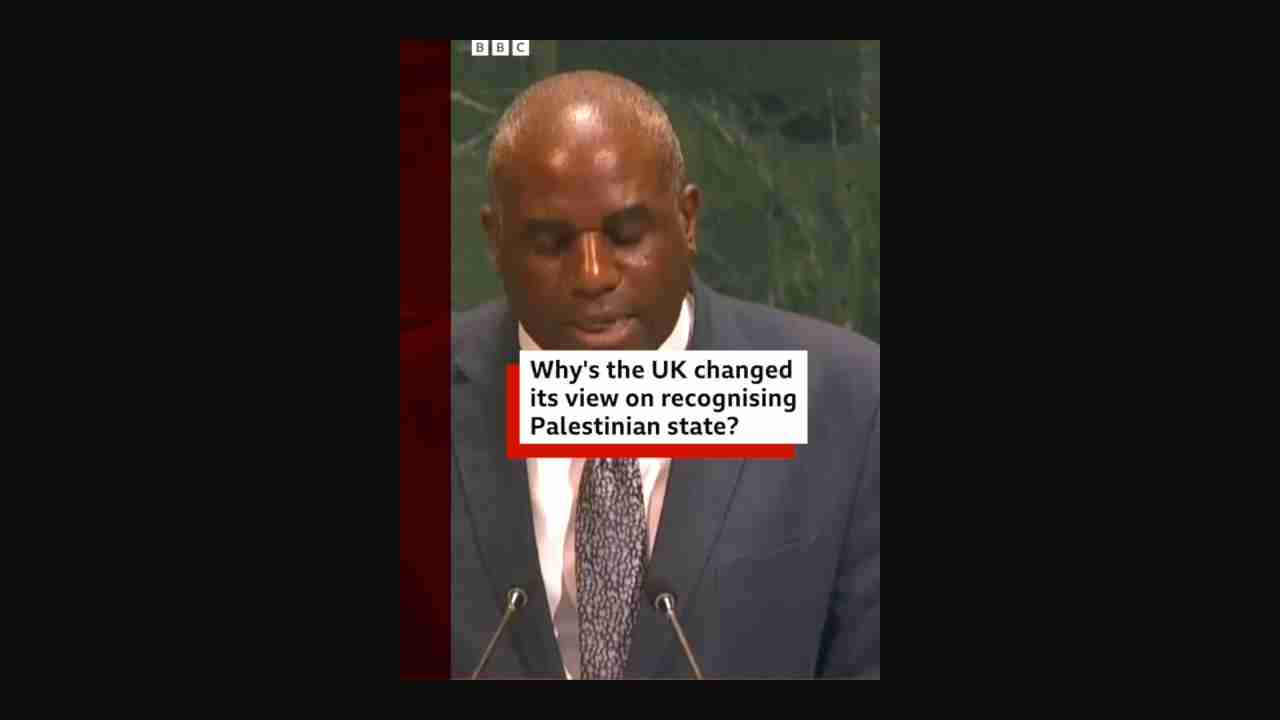 BBC
Why's the UK changed
its view on recognising
Palestinian state?